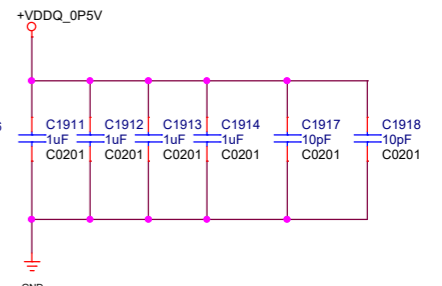 +VDDQ_0P5V
C1911 C1912 C1913 C1914 C1917 C1918
1uF 1uF 1uF 1uF 10pF 10pF
C0201 C0201 C0201 C0201 C0201 C0201